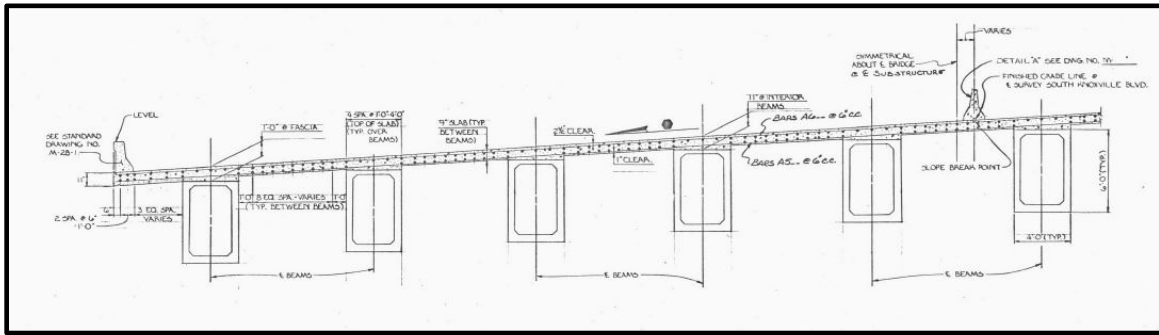 VARIES
SYMMETRICAL
ABOUT ℄ BRIDGE
& ℄ SUBSTRUCTURE
DETAIL "A" SEE DWG. NO. M-
FINISHED GRADE LINE @
℄ SURVEY SOUTH KNOXVILLE BLVD.
LEVEL
SEE STANDARD
DRAWING NO.
M-28-1
1'-0" @ FASCIA
4 SPA. @ 1'-0"=4'-0"
(TOP OF SLAB)
(TYP. OVER
BEAMS)
9" SLAB (TYP.
BETWEEN
BEAMS)
2½" CLEAR
11" @ INTERIOR
BEAMS
BARS A6 @ 6" C.C.
1" CLEAR
BARS A5 @ 6" C.C.
SLOPE BREAK POINT
11"
6"
3 EQ. SPA.
VARIES
2 SPA. @ 6"
=1'-0"
1'-0" 8 EQ. SPA.-VARIES 1'-0"
(TYP. BETWEEN BEAMS)
4'-0" (TYP.)
(TYP.)
℄ BEAMS
℄ BEAMS
℄ BEAMS